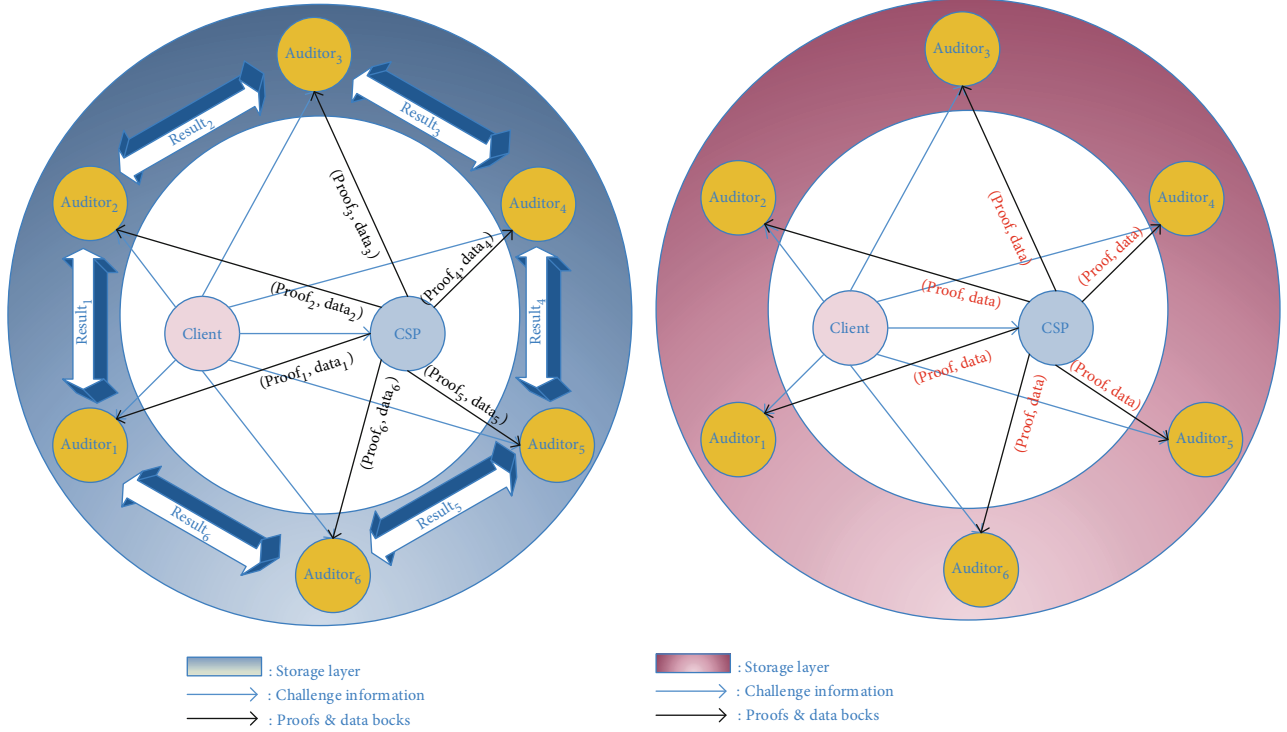 Auditor₃
Result₂
Result₃
Auditor₂
Auditor₄
(Proof₃, data₃)
(Proof₄, data₄)
(Proof₂, data₂)
Result₁
Client
CSP
Result₄
(Proof₁, data₁)
(Proof₅, data₅)
(Proof₆, data₆)
Auditor₁
Auditor₅
Result₆
Result₅
Auditor₆
: Storage layer
: Challenge information
: Proofs & data bocks
Auditor₃
Auditor₂
Auditor₄
(Proof, data)
(Proof, data)
(Proof, data)
Client
CSP
(Proof, data)
(Proof, data)
(Proof, data)
Auditor₁
Auditor₅
Auditor₆
: Storage layer
: Challenge information
: Proofs & data bocks